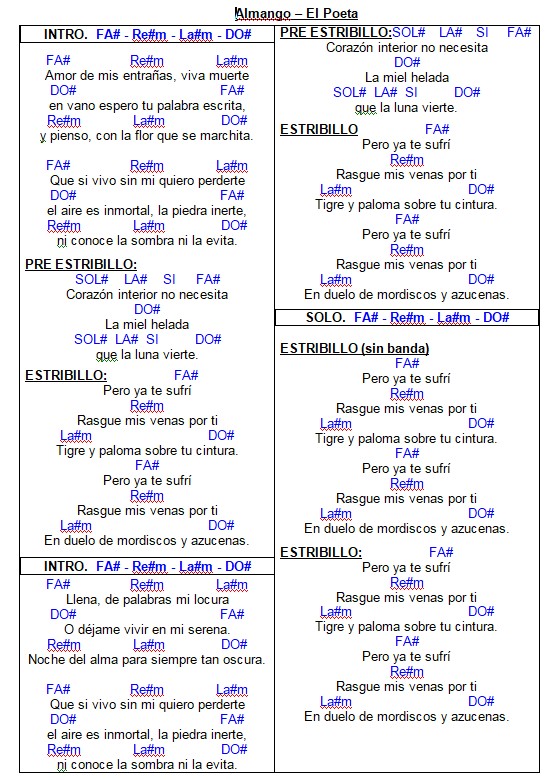 Almango – El Poeta
INTRO. FA# - Re#m - La#m - DO#
FA# Re#m La#m
Amor de mis entrañas, viva muerte
DO# FA#
en vano espero tu palabra escrita,
Re#m La#m DO#
y pienso, con la flor que se marchita.
FA# Re#m La#m
Que si vivo sin mi quiero perderte
DO# FA#
el aire es inmortal, la piedra inerte,
Re#m La#m DO#
ni conoce la sombra ni la evita.
PRE ESTRIBILLO:
SOL# LA# SI FA#
Corazón interior no necesita
DO#
La miel helada
SOL# LA# SI DO#
que la luna vierte.
ESTRIBILLO: FA#
Pero ya te sufrí
Re#m
Rasgue mis venas por ti
La#m DO#
Tigre y paloma sobre tu cintura.
FA#
Pero ya te sufrí
Re#m
Rasgue mis venas por ti
La#m DO#
En duelo de mordiscos y azucenas.
INTRO. FA# - Re#m - La#m - DO#
FA# Re#m La#m
Llena, de palabras mi locura
DO# FA#
O déjame vivir en mi serena.
Re#m La#m DO#
Noche del alma para siempre tan oscura.
FA# Re#m La#m
Que si vivo sin mi quiero perderte
DO# FA#
el aire es inmortal, la piedra inerte,
Re#m La#m DO#
ni conoce la sombra ni la evita.
PRE ESTRIBILLO:SOL# LA# SI FA#
Corazón interior no necesita
DO#
La miel helada
SOL# LA# SI DO#
que la luna vierte.
ESTRIBILLO FA#
Pero ya te sufrí
Re#m
Rasgue mis venas por ti
La#m DO#
Tigre y paloma sobre tu cintura.
FA#
Pero ya te sufrí
Re#m
Rasgue mis venas por ti
La#m DO#
En duelo de mordiscos y azucenas.
SOLO. FA# - Re#m - La#m - DO#
ESTRIBILLO (sin banda)
FA#
Pero ya te sufrí
Re#m
Rasgue mis venas por ti
La#m DO#
Tigre y paloma sobre tu cintura.
FA#
Pero ya te sufrí
Re#m
Rasgue mis venas por ti
La#m DO#
En duelo de mordiscos y azucenas.
ESTRIBILLO: FA#
Pero ya te sufrí
Re#m
Rasgue mis venas por ti
La#m DO#
Tigre y paloma sobre tu cintura.
FA#
Pero ya te sufrí
Re#m
Rasgue mis venas por ti
La#m DO#
En duelo de mordiscos y azucenas.